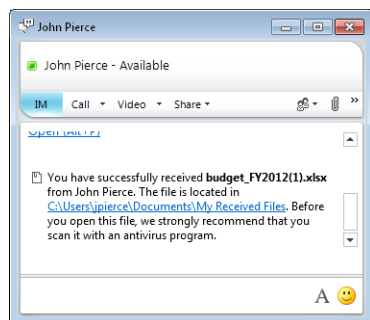 John Pierce
John Pierce - Available
IM Call Video Share
Open (Alt+P)
You have successfully received budget_FY2012(1).xlsx
from John Pierce. The file is located in
C:\Users\jpierce\Documents\My Received Files. Before
you open this file, we strongly recommend that you
scan it with an antivirus program.
A